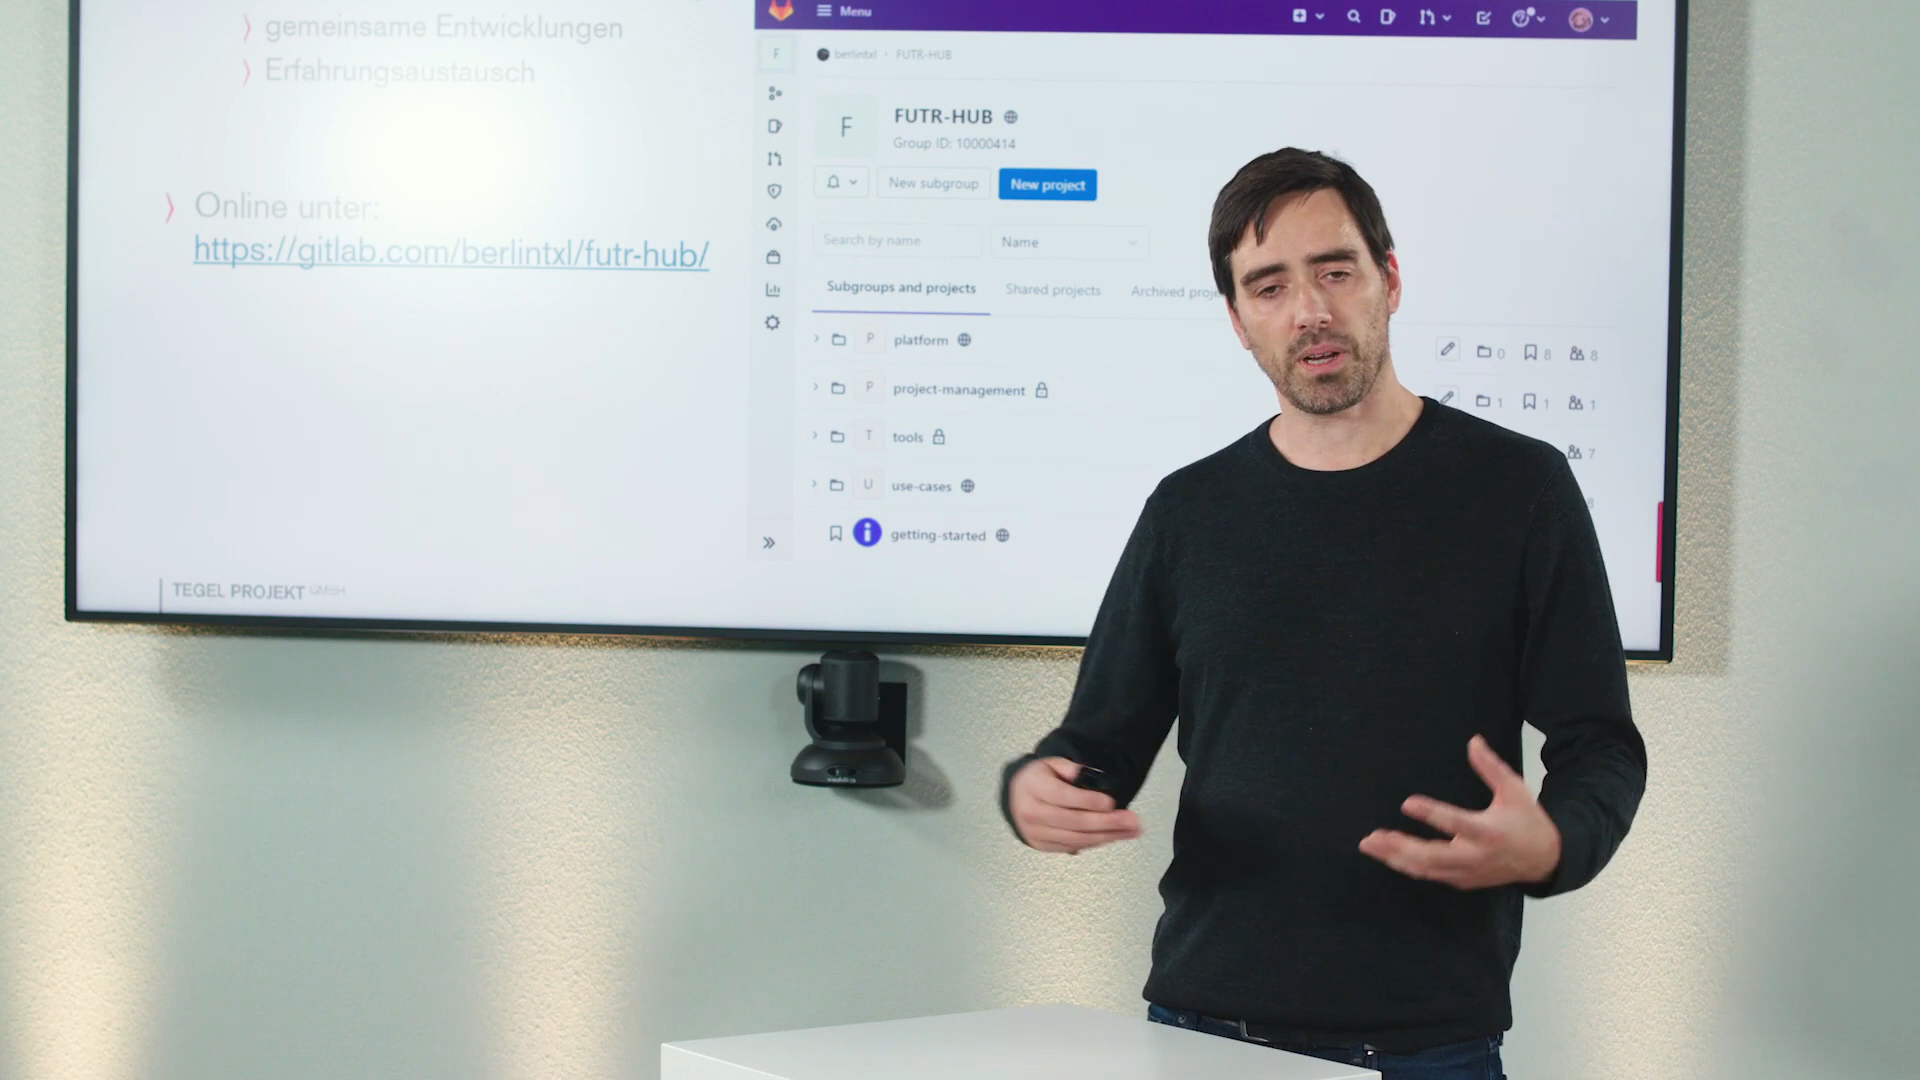 〉 gemeinsame Entwicklungen
〉 Erfahrungsaustausch
〉 Online unter:
https://gitlab.com/berlintxl/futr-hub/
TEGEL PROJEKT GMBH
Menu
F
berlintxl › FUTR-HUB
F
FUTR-HUB
Group ID: 10000414
New subgroup
New project
Search by name
Name
Subgroups and projects
Shared projects
Archived proje
P platform
0 8 8
P project-management
1 1 1
T tools
7
U use-cases
getting-started